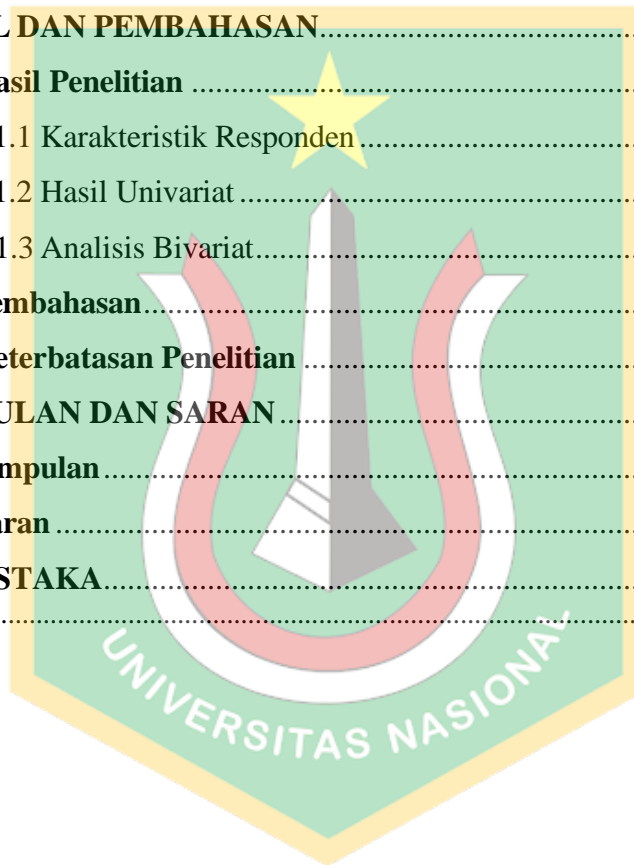 L DAN PEMBAHASAN..........
asil Penelitian..........
1.1 Karakteristik Responden..........
1.2 Hasil Univariat..........
1.3 Analisis Bivariat..........
embahasan..........
eterbatasan Penelitian..........
ULAN DAN SARAN..........
mpulan..........
aran..........
STAKA..........
..........
UNIVERSITAS NASIONAL